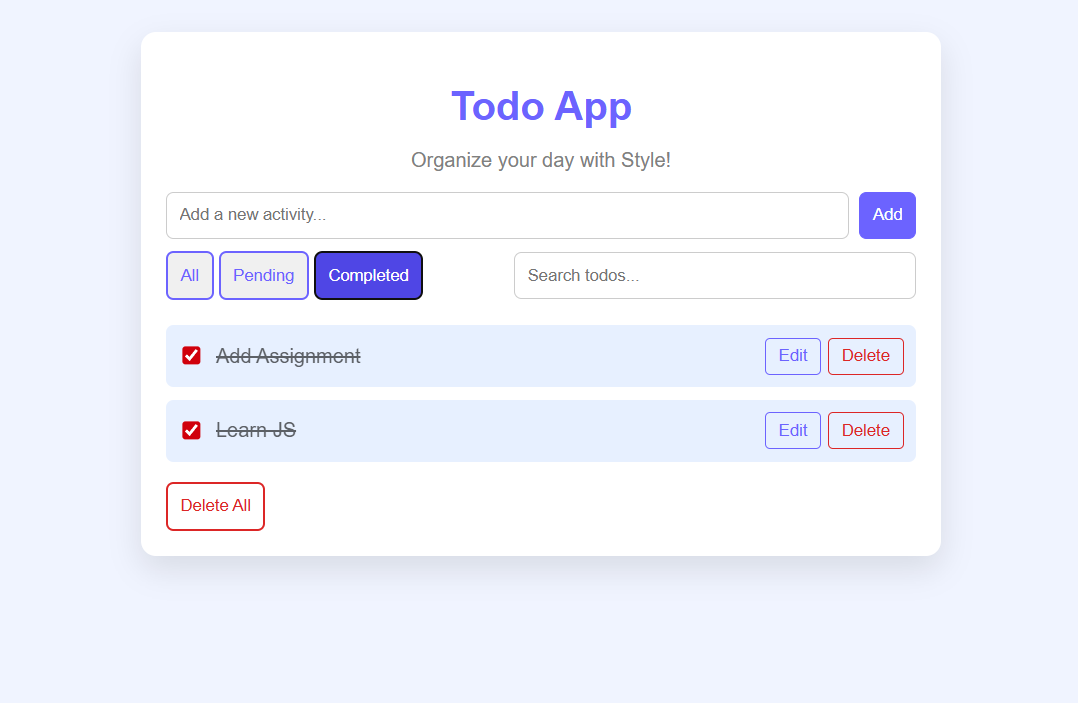 Todo App
Organize your day with Style!
Add a new activity... Add
All Pending Completed Search todos...
Add Assignment Edit Delete
Learn JS Edit Delete
Delete All